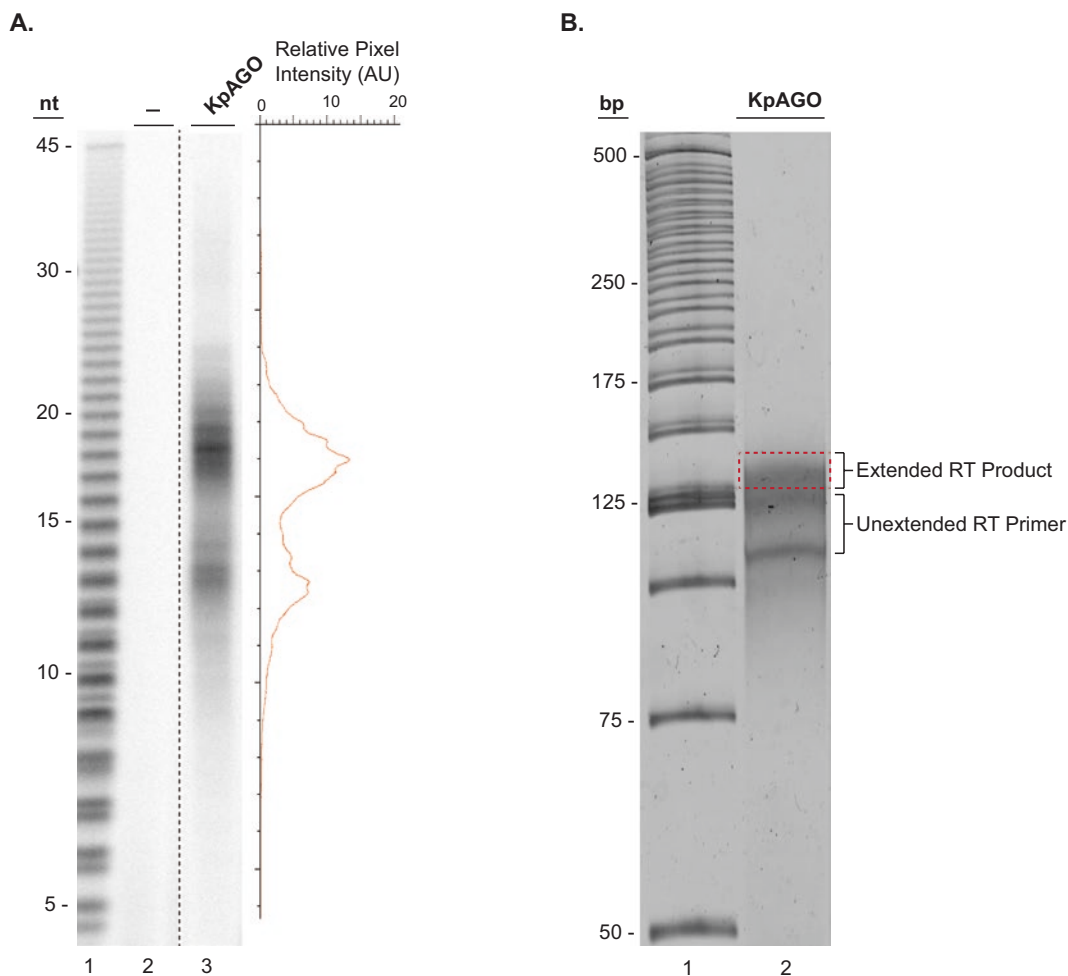 A.
Relative Pixel
Intensity (AU)
nt
–
KpAGO
0
10
20
45 -
30 -
20 -
15 -
10 -
5 -
1
2
3
B.
bp
KpAGO
500 -
250 -
175 -
Extended RT Product
125 -
Unextended RT Primer
75 -
50 -
1
2